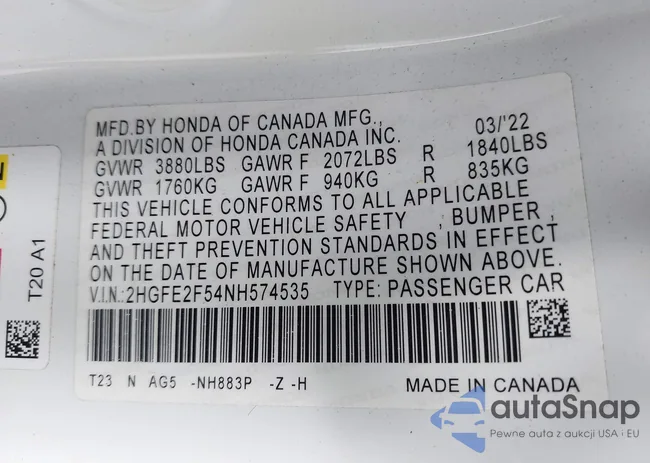 MFD.BY HONDA OF CANADA MFG.,
A DIVISION OF HONDA CANADA INC. 03/'22
GVWR 3880LBS GAWR F 2072LBS R 1840LBS
GVWR 1760KG GAWR F 940KG R 835KG
THIS VEHICLE CONFORMS TO ALL APPLICABLE
FEDERAL MOTOR VEHICLE SAFETY , BUMPER ,
AND THEFT PREVENTION STANDARDS IN EFFECT
ON THE DATE OF MANUFACTURE SHOWN ABOVE.
V.I.N.:2HGFE2F54NH574535 TYPE: PASSENGER CAR
T23 N AG5 -NH883P -Z -H MADE IN CANADA
T20 A1
N
autaSnap
Pewne auta z aukcji USA i EU